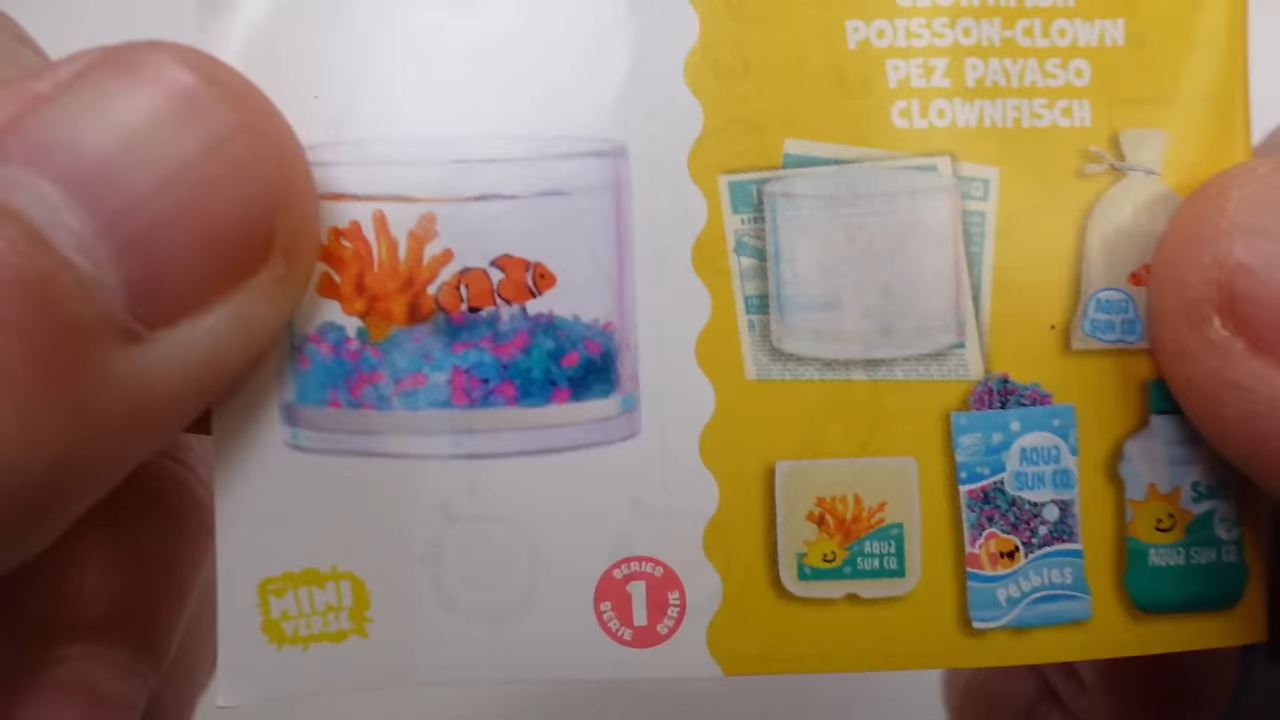 POISSON-CLOWN
PEZ PAYASO
CLOWNFISCH
AQUA
SUN CO.
AQUA
SUN CO.
AQUA
SUN CO.
Pebbles
AQUA SUN CO.
MINI
VERSE
SERIES
1
SERIE SERIE